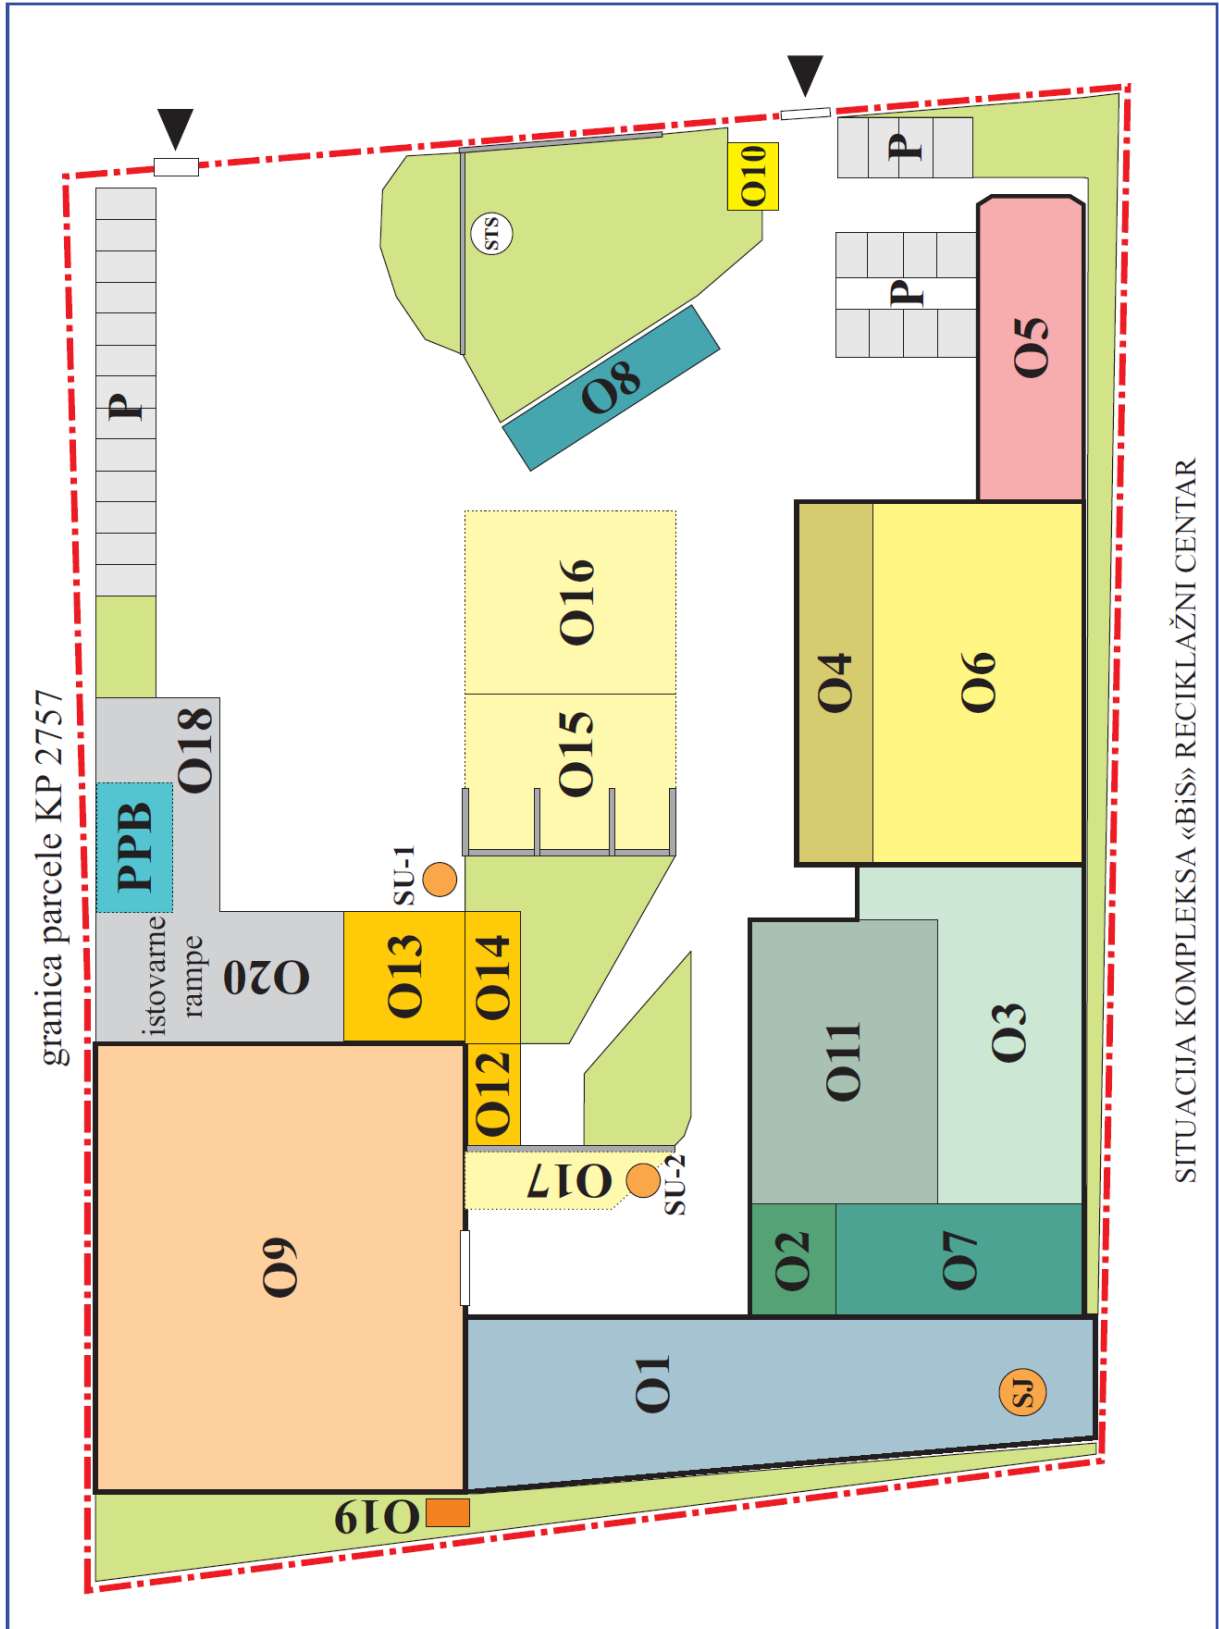 granica parcele KP 2757
P
PPB
O18
istovarne
rampe
O20
SU-1
O13
O14
O12
O15
O16
O8
STS
O10
P
P
O5
O4
O6
O11
O3
O2
O7
O17
SU-2
O9
O1
SJ
O19
SITUACIJA KOMPLEKSA «BiS» RECIKLAŽNI CENTAR